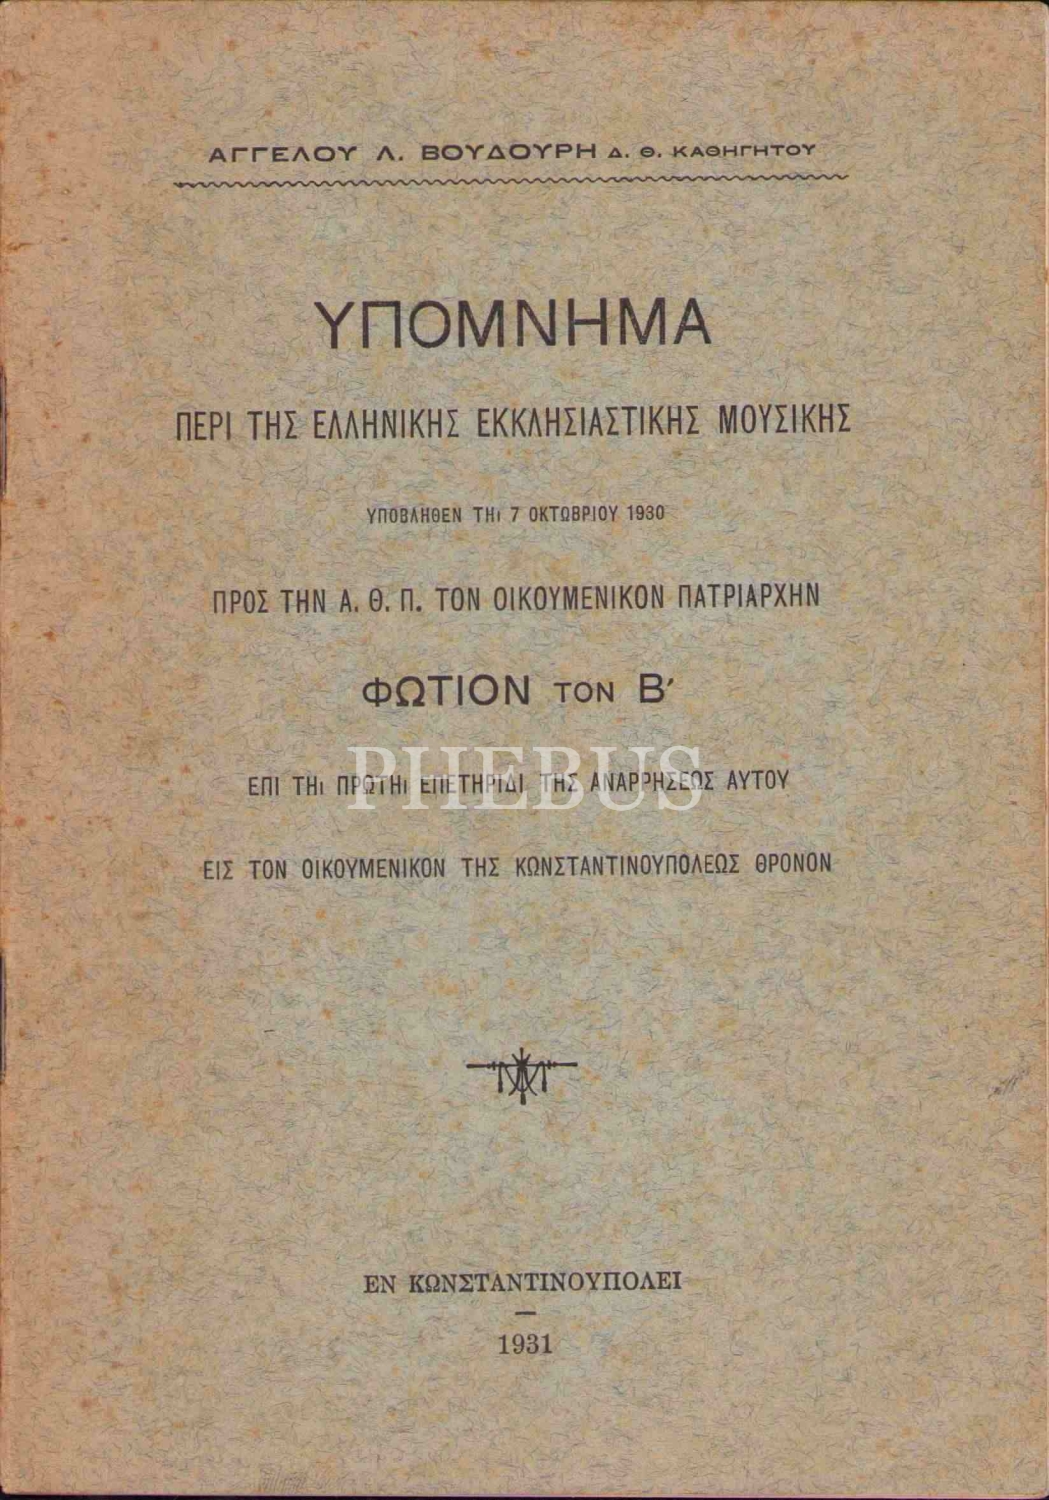 ΑΓΓΕΛΟΥ Λ. ΒΟΥΔΟΥΡΗ Δ. Θ. ΚΑΘΗΓΗΤΟΥ
ΥΠΟΜΝΗΜΑ
ΠΕΡΙ ΤΗΣ ΕΛΛΗΝΙΚΗΣ ΕΚΚΛΗΣΙΑΣΤΙΚΗΣ ΜΟΥΣΙΚΗΣ
ΥΠΟΒΛΗΘΕΝ ΤΗι 7 ΟΚΤΩΒΡΙΟΥ 1930
ΠΡΟΣ ΤΗΝ Α. Θ. Π. ΤΟΝ ΟΙΚΟΥΜΕΝΙΚΟΝ ΠΑΤΡΙΑΡΧΗΝ
ΦΩΤΙΟΝ ΤΟΝ Β′
PHEBUS
ΕΠΙ ΤΗι ΠΡΩΤΗι ΕΠΕΤΗΡΙΔΙ ΤΗΣ ΑΝΑΡΡΗΣΕΩΣ ΑΥΤΟΥ
ΕΙΣ ΤΟΝ ΟΙΚΟΥΜΕΝΙΚΟΝ ΤΗΣ ΚΩΝΣΤΑΝΤΙΝΟΥΠΟΛΕΩΣ ΘΡΟΝΟΝ
ΕΝ ΚΩΝΣΤΑΝΤΙΝΟΥΠΟΛΕΙ
1931